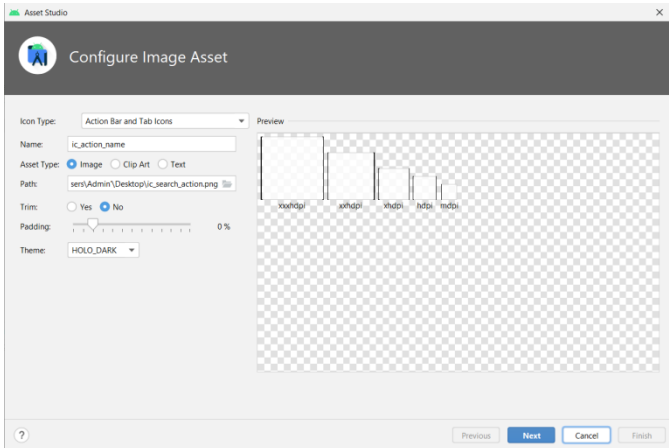 Asset Studio
Configure Image Asset
Icon Type: Action Bar and Tab Icons
Name: ic_action_name
Asset Type: Image Clip Art Text
Path: sers\Admin\Desktop\ic_search_action.png
Trim: Yes No
Padding: 0 %
Theme: HOLO_DARK
Preview
xxxhdpi xxhdpi xhdpi hdpi mdpi
? Previous Next Cancel Finish